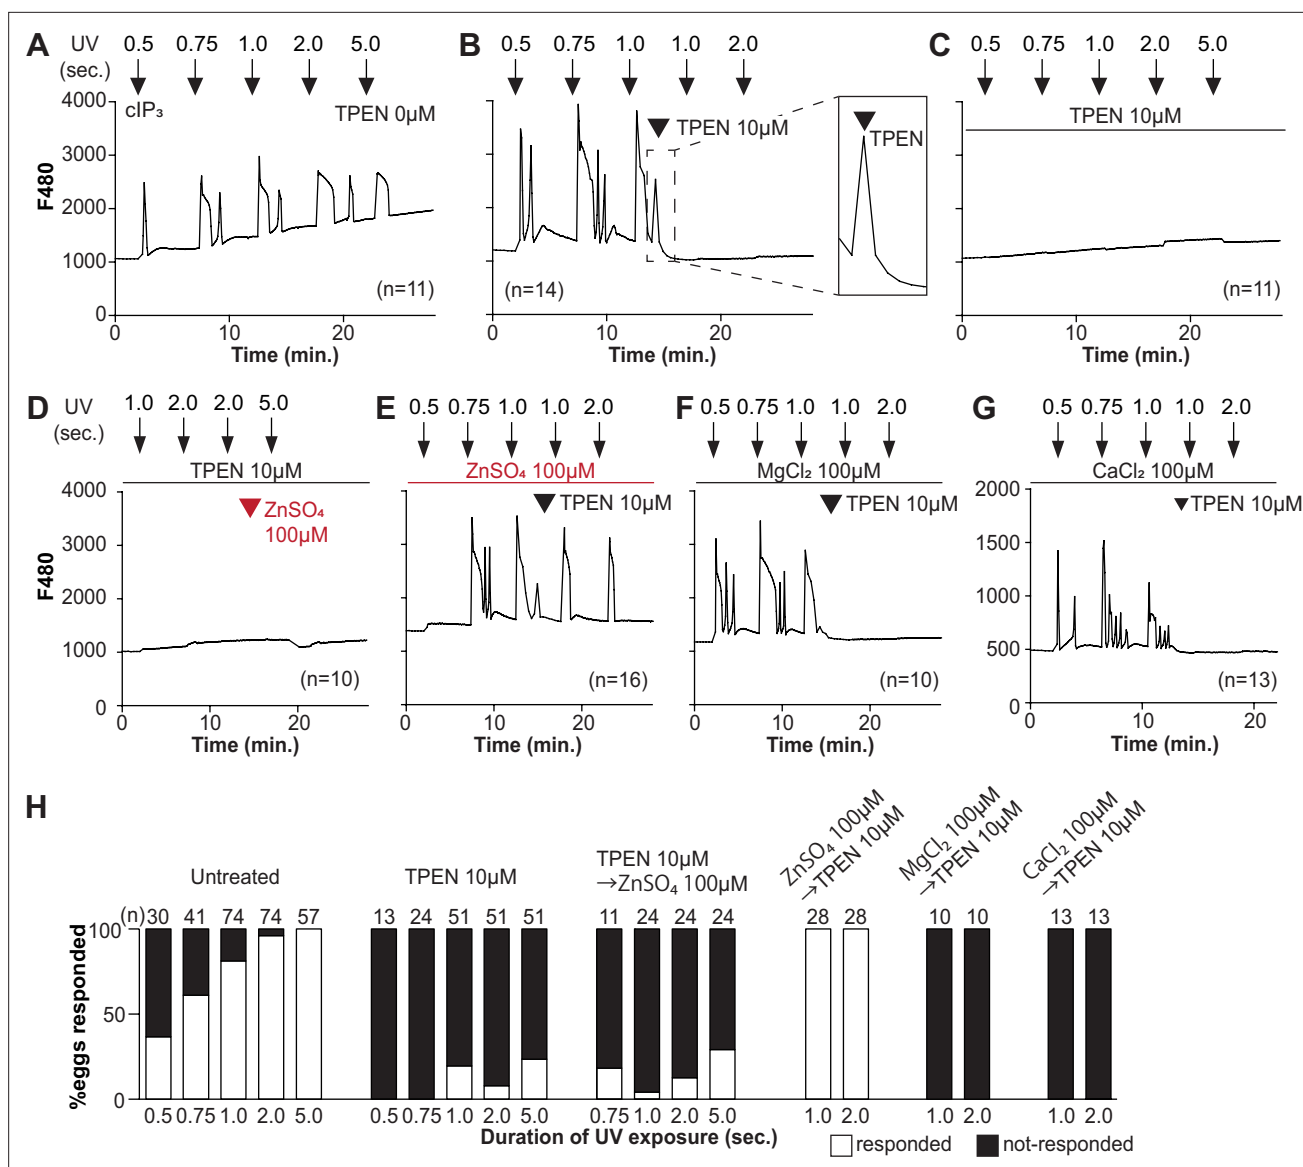 A UV (sec.) 0.5 0.75 1.0 2.0 5.0
cIP₃ TPEN 0µM
F480
4000
3000
2000
1000
0
(n=11)
0 10 20
Time (min.)
B 0.5 0.75 1.0 1.0 2.0
TPEN 10µM
TPEN
(n=14)
0 10 20
Time (min.)
C 0.5 0.75 1.0 2.0 5.0
TPEN 10µM
(n=11)
0 10 20
Time (min.)
D UV (sec.) 1.0 2.0 2.0 5.0
TPEN 10µM
ZnSO₄
100µM
F480
4000
3000
2000
1000
0
(n=10)
0 10 20
Time (min.)
E 0.5 0.75 1.0 1.0 2.0
ZnSO₄ 100µM
TPEN 10µM
(n=16)
0 10 20
Time (min.)
F 0.5 0.75 1.0 1.0 2.0
MgCl₂ 100µM
TPEN 10µM
(n=10)
0 10 20
Time (min.)
G 0.5 0.75 1.0 1.0 2.0
CaCl₂ 100µM
TPEN 10µM
2000
1500
1000
500
0
(n=13)
0 10 20
Time (min.)
H
Untreated
TPEN 10µM
TPEN 10µM
→ZnSO₄ 100µM
ZnSO₄ 100µM
→TPEN 10µM
MgCl₂ 100µM
→TPEN 10µM
CaCl₂ 100µM
→TPEN 10µM
(n) 30 41 74 74 57 13 24 51 51 51 11 24 24 24 28 28 10 10 13 13
%eggs responded
100
50
0
0.5 0.75 1.0 2.0 5.0 0.5 0.75 1.0 2.0 5.0 0.75 1.0 2.0 5.0 1.0 2.0 1.0 2.0 1.0 2.0
Duration of UV exposure (sec.)
responded not-responded